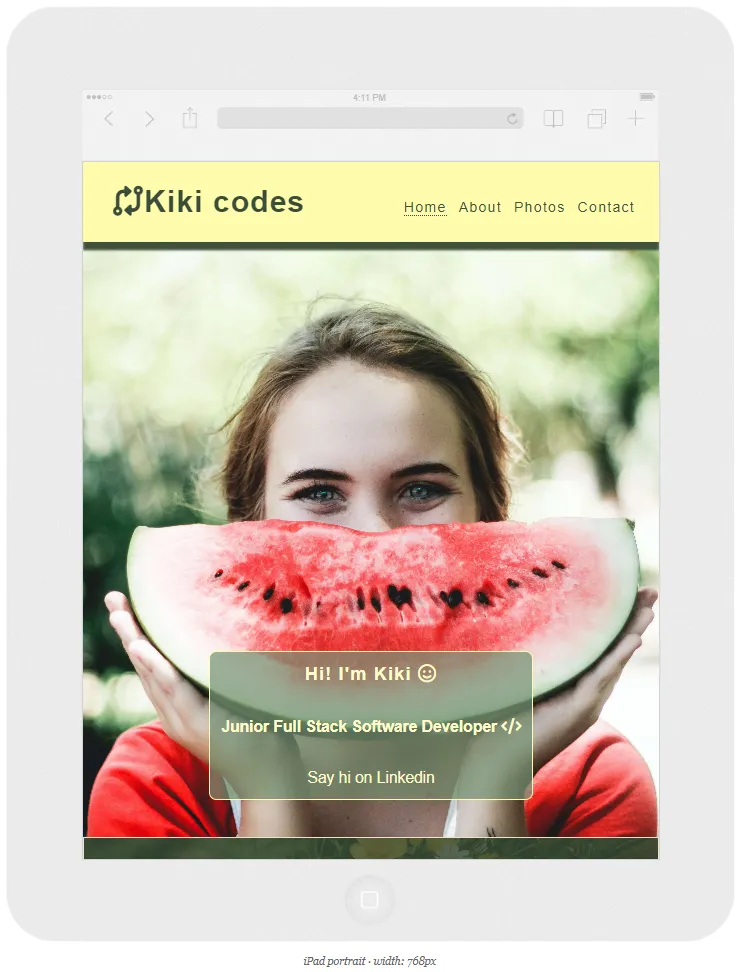 4:11 PM
Kiki codes
Home About Photos Contact
Hi! I'm Kiki
Junior Full Stack Software Developer </>
Say hi on Linkedin
iPad portrait · width: 768px